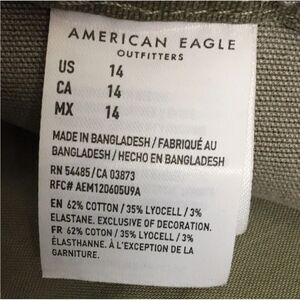 AMERICAN EAGLE
OUTFITTERS
US 14
CA 14
MX 14
MADE IN BANGLADESH / FABRIQUÉ AU
BANGLADESH / HECHO EN BANGLADESH
RN 54485/CA 03873
RFC# AEM120605U9A
EN 62% COTTON / 35% LYOCELL / 3%
ELASTANE. EXCLUSIVE OF DECORATION.
FR 62% COTON / 35% LYOCELL / 3%
ÉLASTHANNE. À L'EXCEPTION DE LA
GARNITURE.